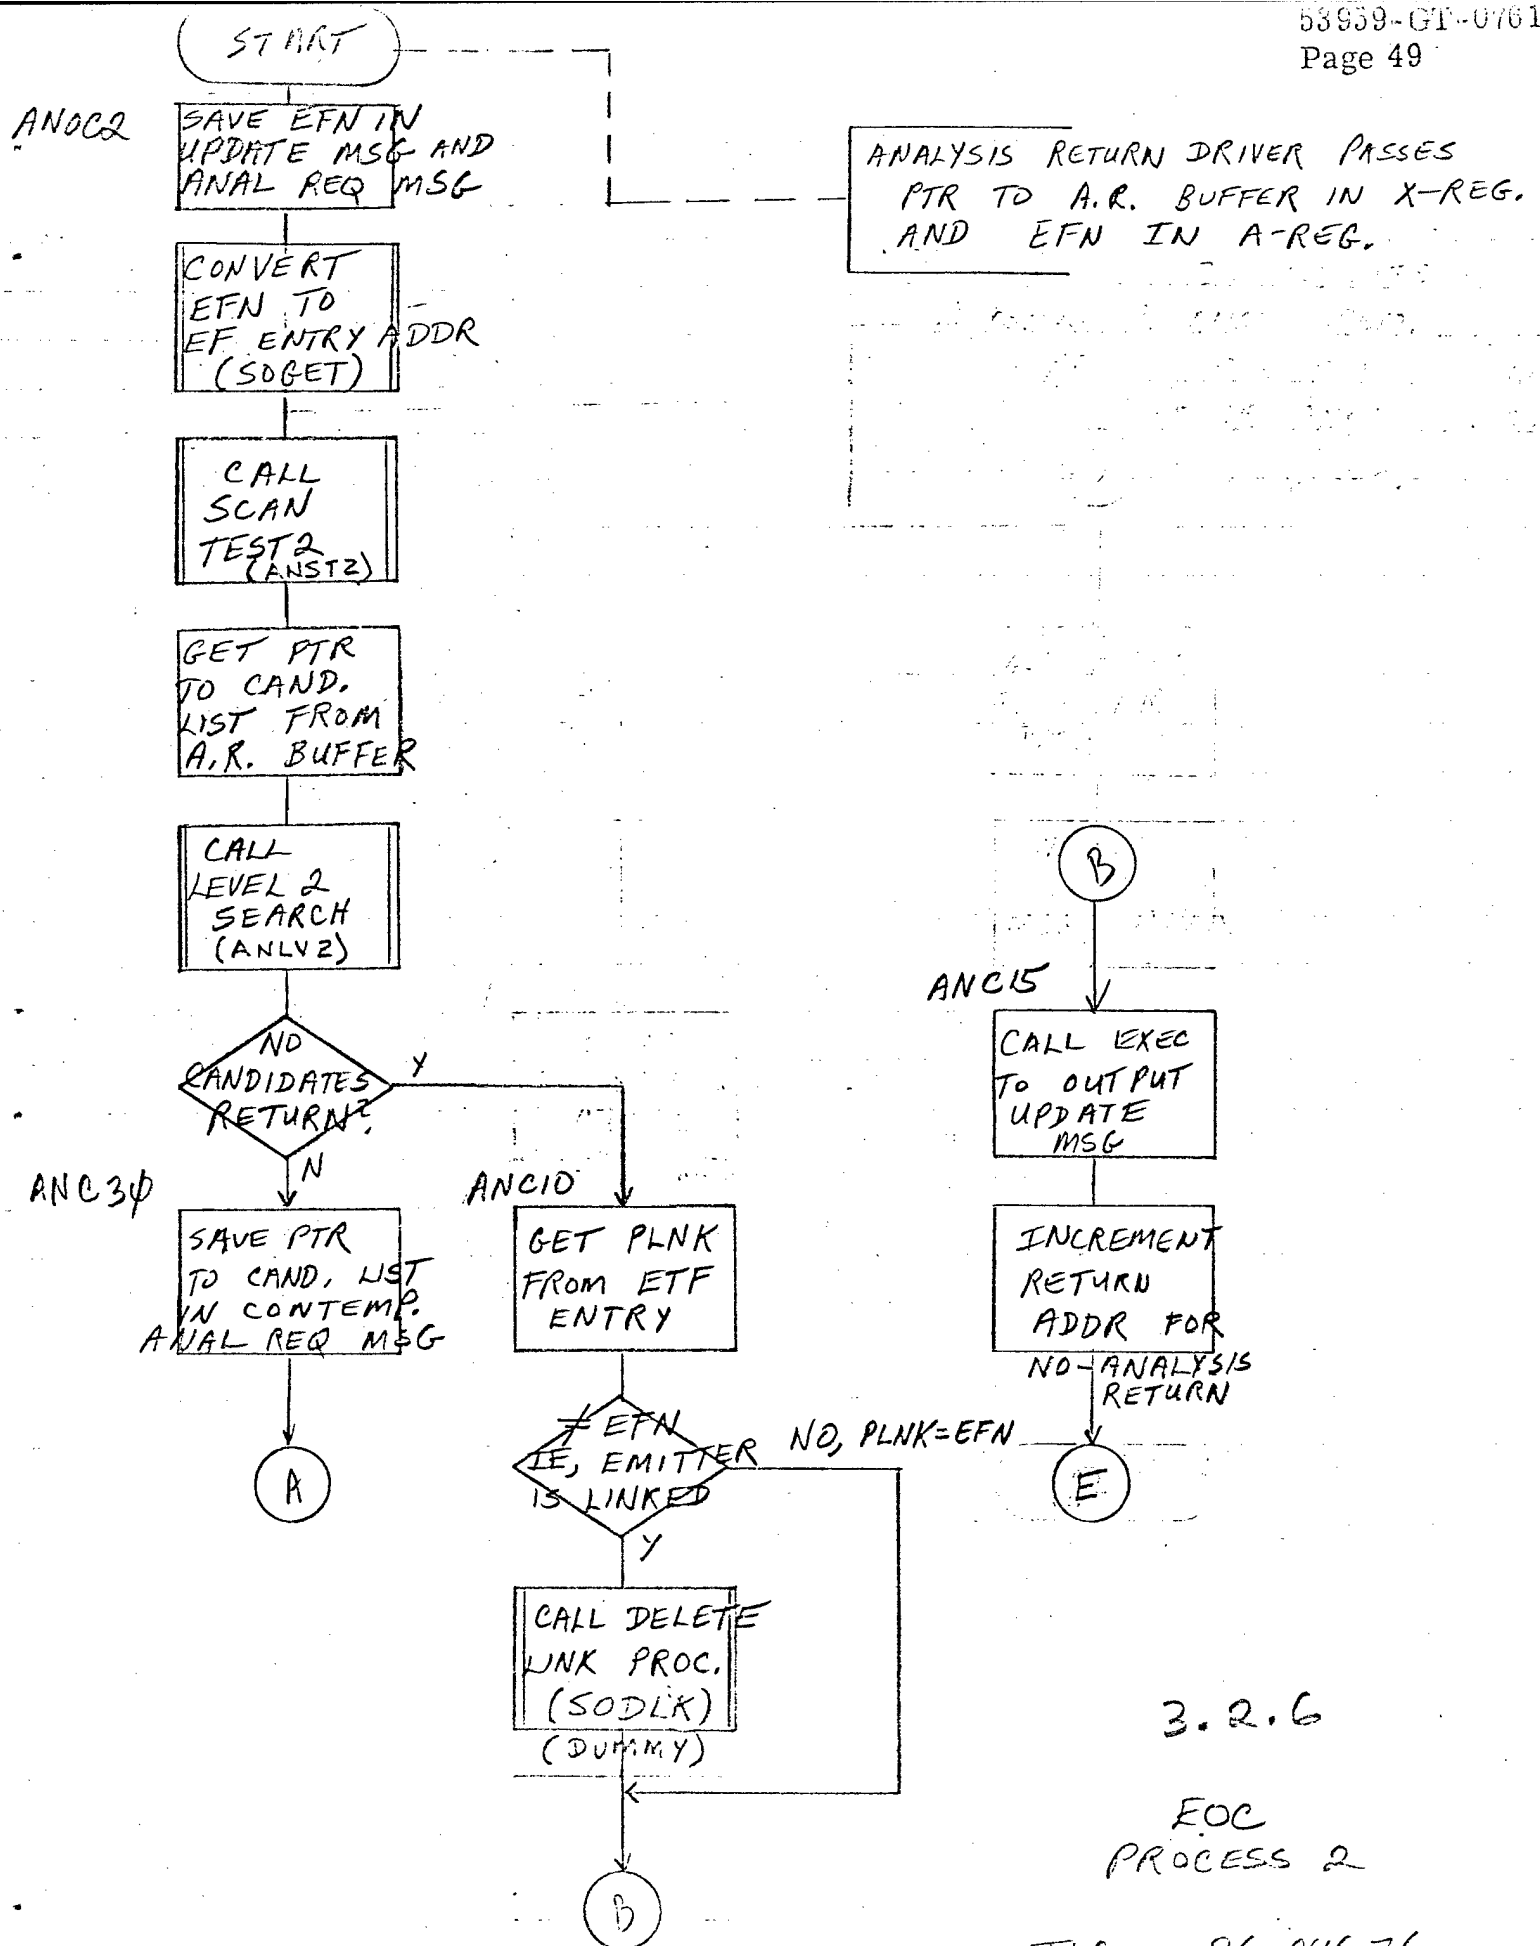 53959-GT-0761
Page 49
START
ANOC2
SAVE EFN IN
UPDATE MSG AND
ANAL REQ MSG
ANALYSIS RETURN DRIVER PASSES
PTR TO A.R. BUFFER IN X-REG.
AND EFN IN A-REG.
CONVERT
EFN TO
EF ENTRY ADDR
(SOGET)
CALL
SCAN
TEST 2
(ANST2)
GET PTR
TO CAND.
LIST FROM
A.R. BUFFER
CALL
LEVEL 2
SEARCH
(ANLV2)
NO
CANDIDATES
RETURN?
Y
N
ANC3φ
SAVE PTR
TO CAND. LIST
IN CONTEMP.
ANAL REQ MSG
A
ANC10
GET PLNK
FROM ETF
ENTRY
≠ EFN
IE, EMITTER
IS LINKED
NO, PLNK=EFN
Y
CALL DELETE
LINK PROC.
(SODLK)
(DUMMY)
B
B
ANC15
CALL EXEC
TO OUTPUT
UPDATE
MSG
INCREMENT
RETURN
ADDR FOR
NO-ANALYSIS
RETURN
E
3.2.6
EOC
PROCESS 2